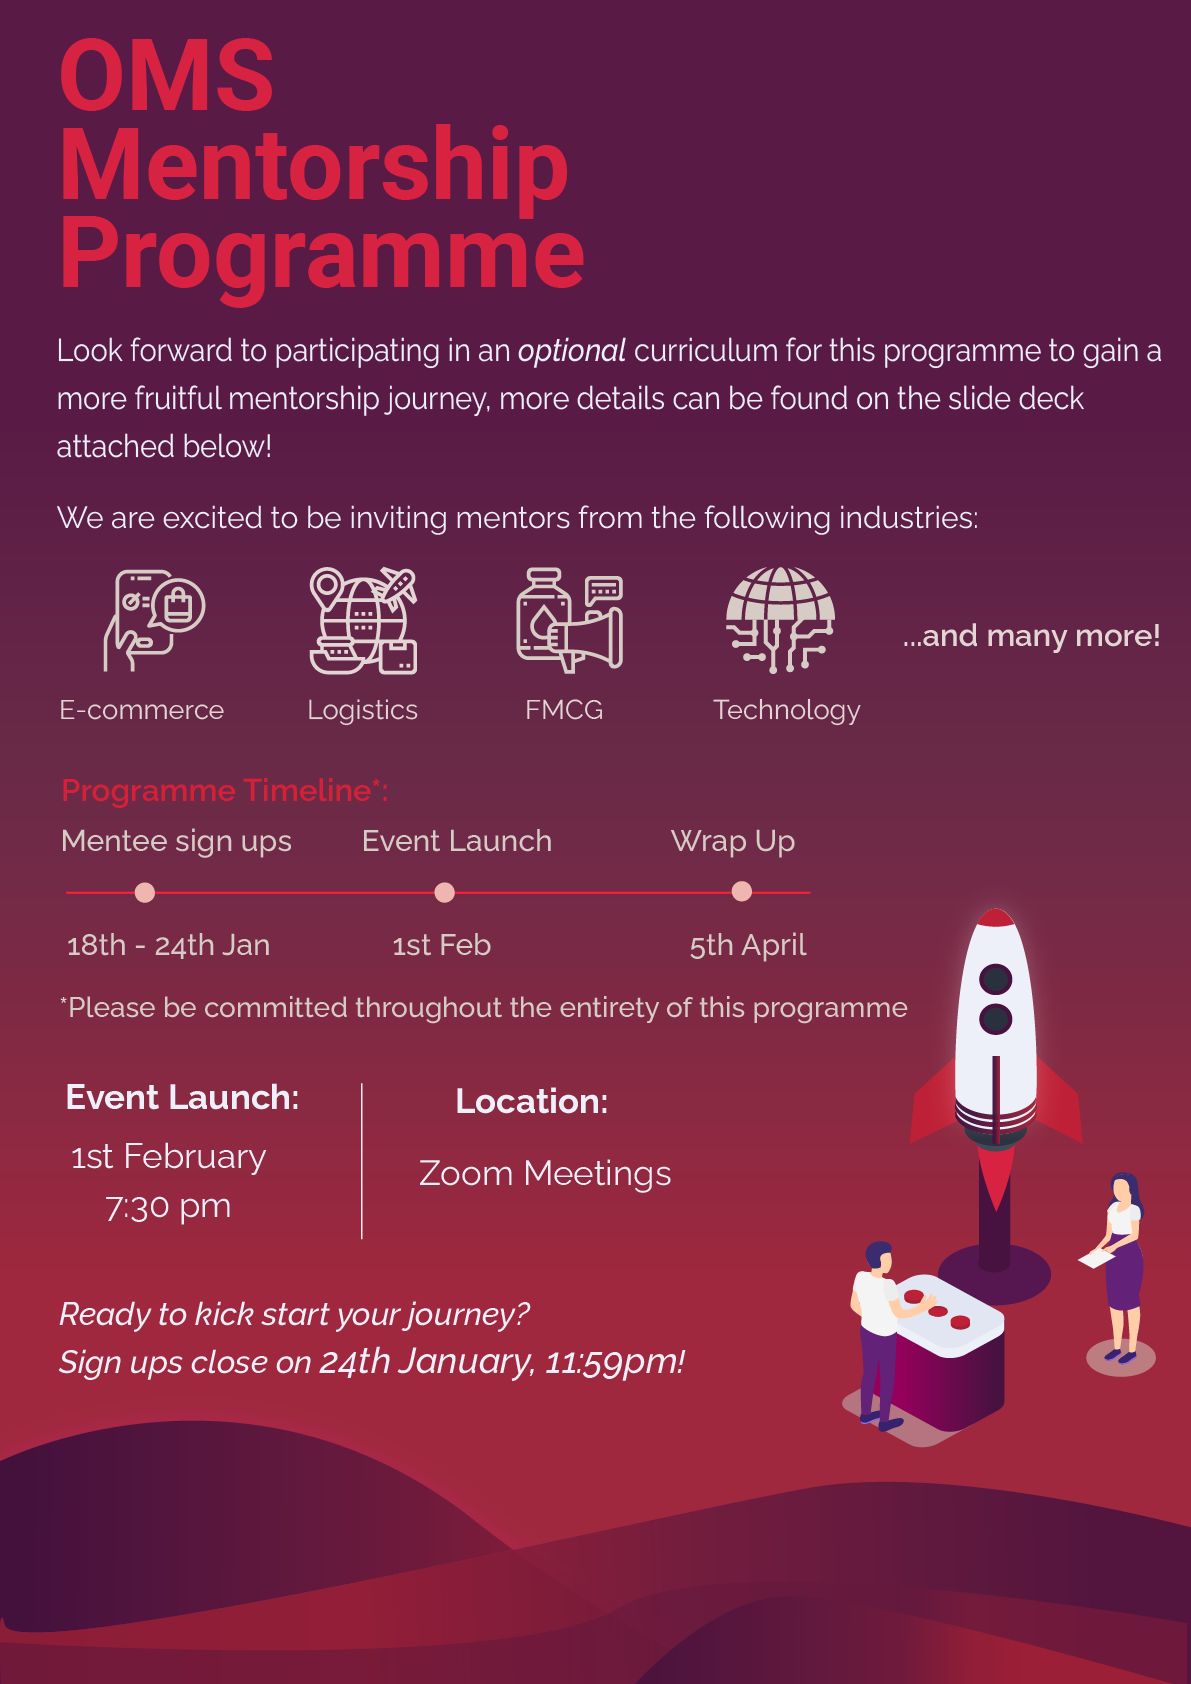 OMS
Mentorship
Programme
Look forward to participating in an optional curriculum for this programme to gain a
more fruitful mentorship journey, more details can be found on the slide deck
attached below!
We are excited to be inviting mentors from the following industries:
...and many more!
E-commerce Logistics FMCG Technology
Programme Timeline*:
Mentee sign ups Event Launch Wrap Up
18th - 24th Jan 1st Feb 5th April
*Please be committed throughout the entirety of this programme
Event Launch:
1st February
7:30 pm
Location:
Zoom Meetings
Ready to kick start your journey?
Sign ups close on 24th January, 11:59pm!